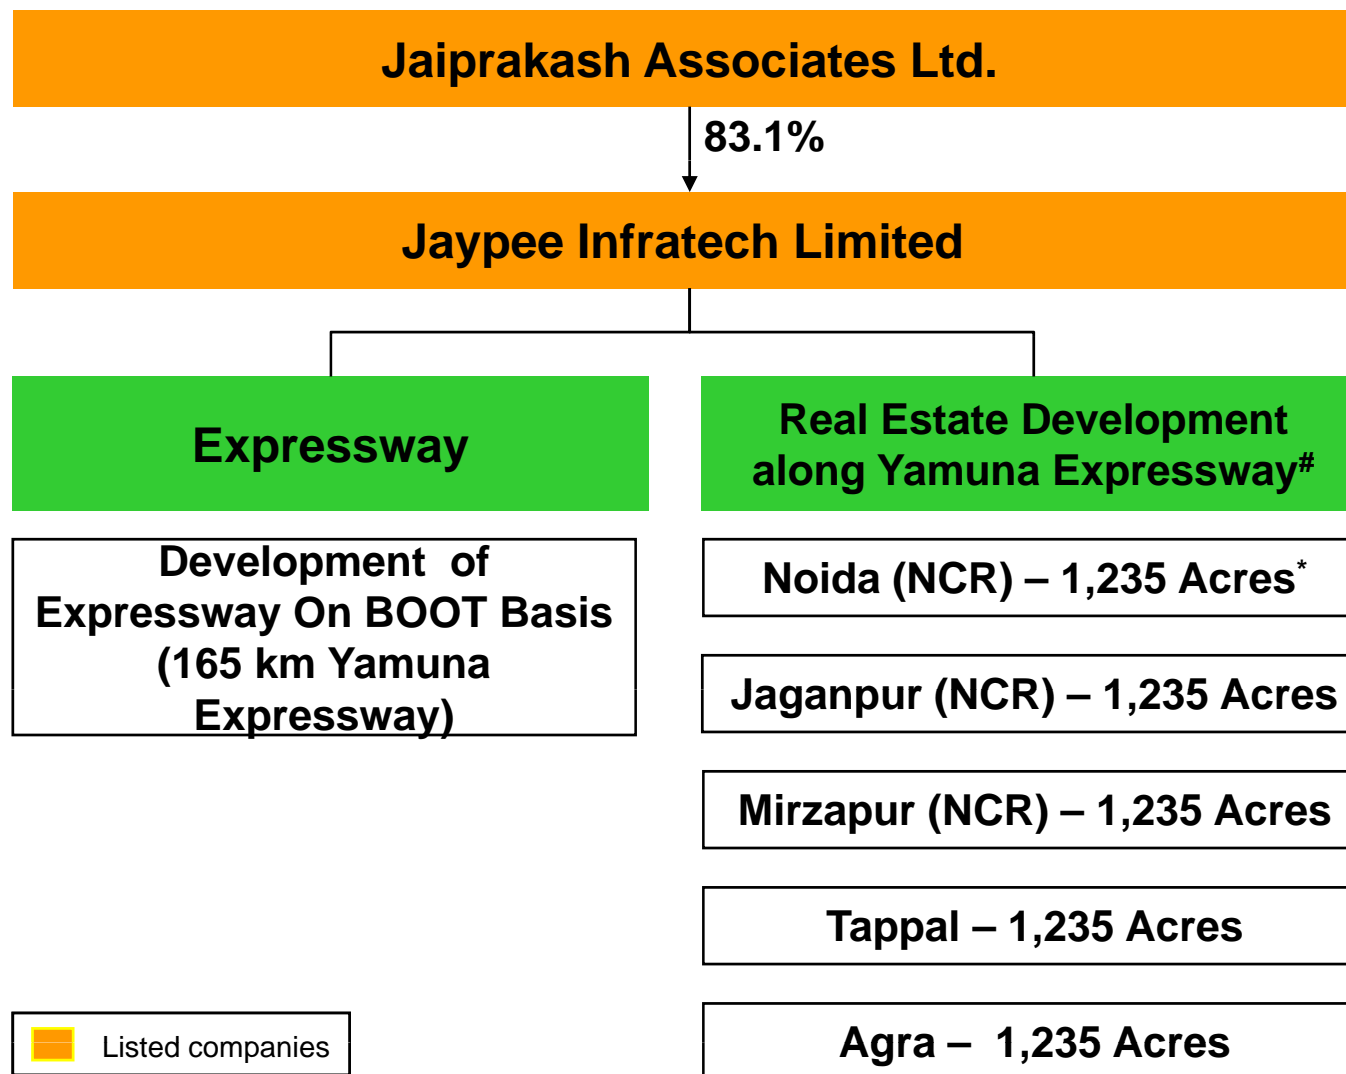 Jaiprakash Associates Ltd.
83.1%
Jaypee Infratech Limited
Expressway
Development of
Expressway On BOOT Basis
(165 km Yamuna
Expressway)
Real Estate Development
along Yamuna Expressway#
Noida (NCR) – 1,235 Acres*
Jaganpur (NCR) – 1,235 Acres
Mirzapur (NCR) – 1,235 Acres
Tappal – 1,235 Acres
Agra – 1,235 Acres
Listed companies